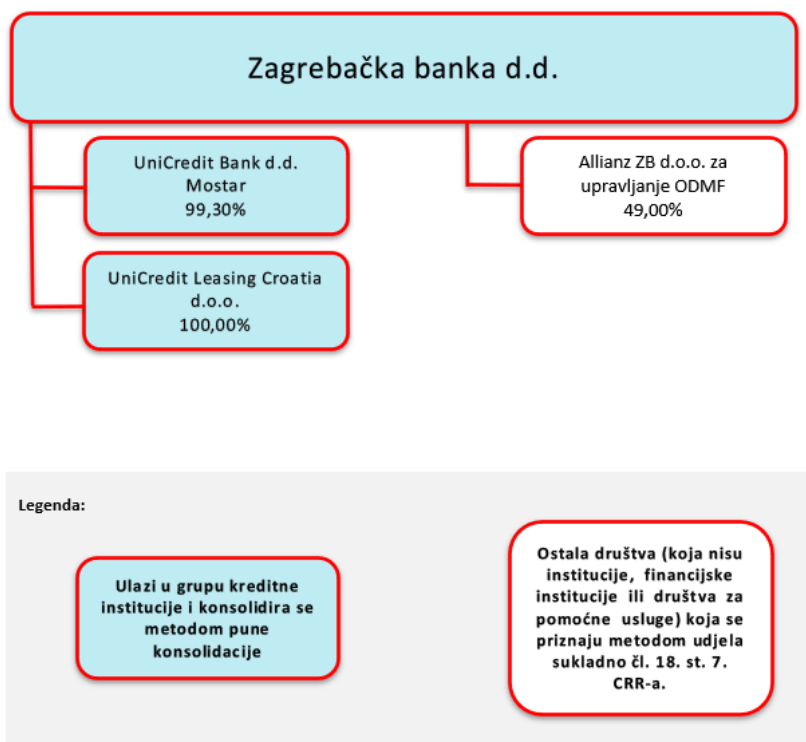 Zagrebačka banka d.d.
UniCredit Bank d.d.
Mostar
99,30%
Allianz ZB d.o.o. za
upravljanje ODMF
49,00%
UniCredit Leasing Croatia
d.o.o.
100,00%
Legenda:
Ulazi u grupu kreditne
institucije i konsolidira se
metodom pune
konsolidacije
Ostala društva (koja nisu
institucije, financijske
institucije ili društva za
pomoćne usluge) koja se
priznaju metodom udjela
sukladno čl. 18. st. 7.
CRR-a.